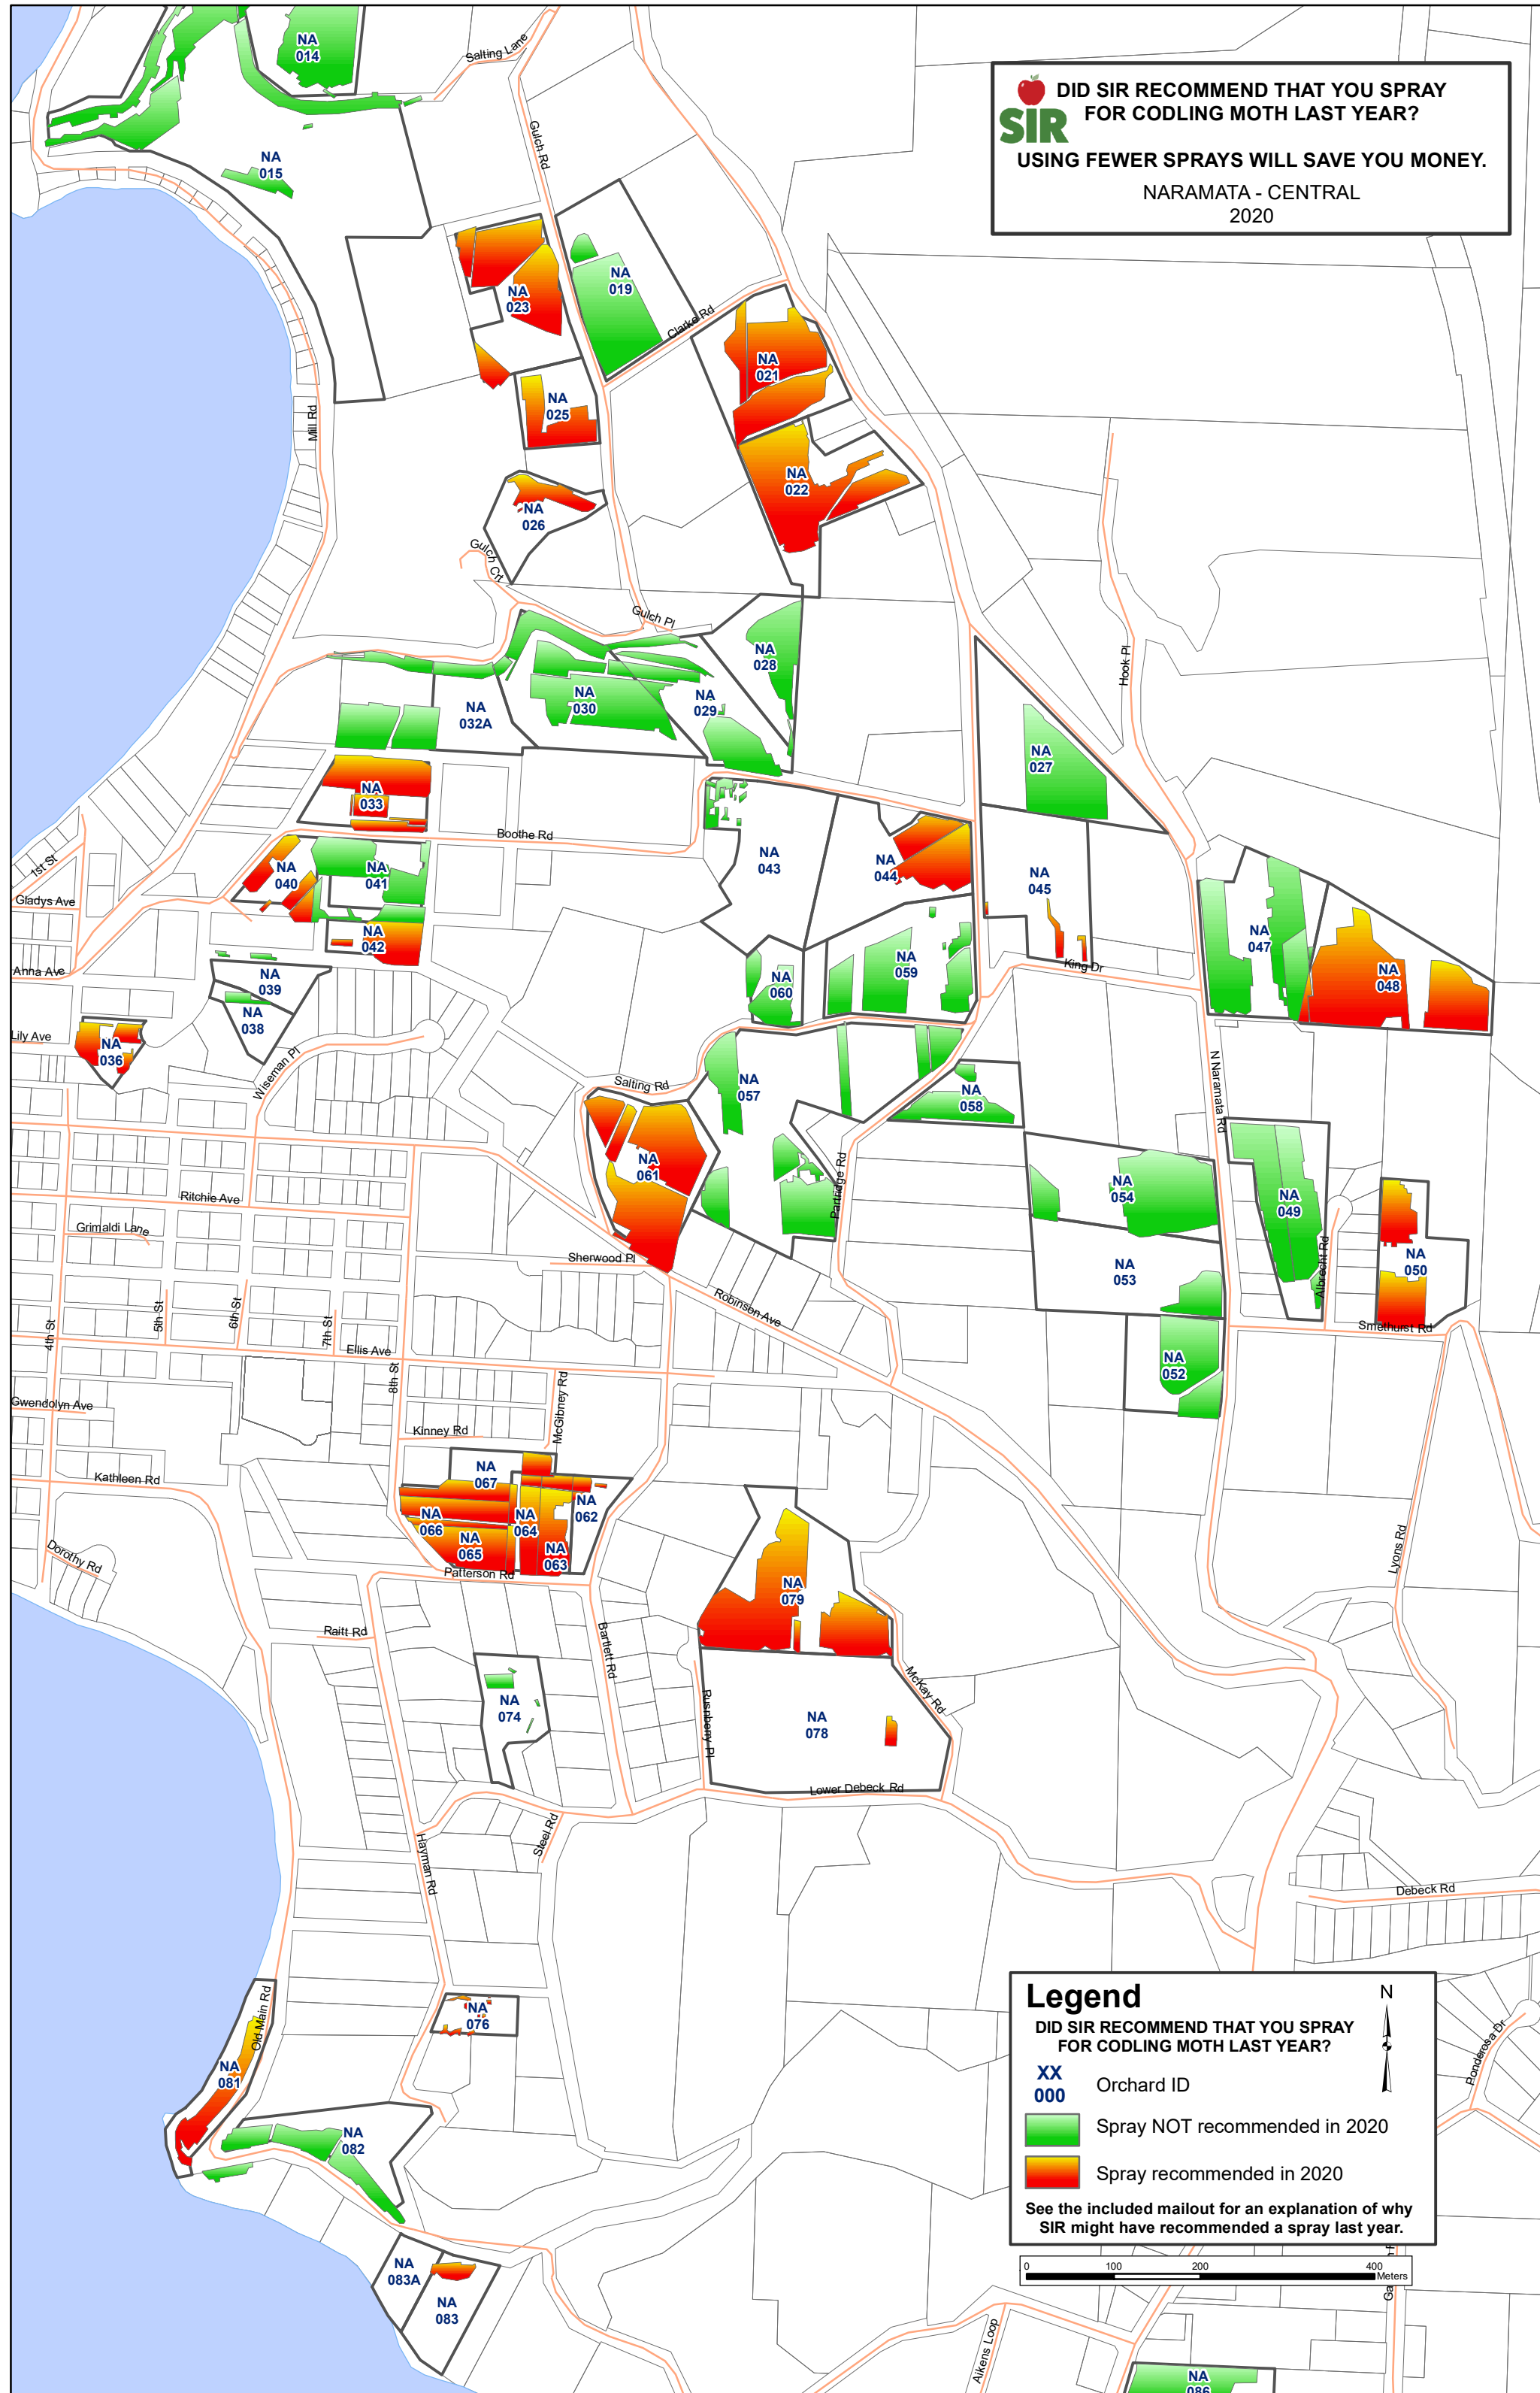 SIR
DID SIR RECOMMEND THAT YOU SPRAY
FOR CODLING MOTH LAST YEAR?
USING FEWER SPRAYS WILL SAVE YOU MONEY.
NARAMATA - CENTRAL
2020
NA
014
Salting Lane
Gulch Rd
NA
015
NA
019
NA
023
Clarke Rd
NA
021
NA
025
Mill Rd
NA
022
NA
026
Gulch Crt
Gulch Pl
NA
028
Hook Pl
NA
032A
NA
030
NA
029
NA
027
NA
033
Boothe Rd
1st St
NA
040
NA
041
NA
043
NA
044
NA
045
Gladys Ave
NA
042
NA
047
NA
048
Anna Ave
NA
039
NA
038
NA
060
NA
059
King Dr
Lily Ave
NA
036
Wiseman Pl
Salting Rd
NA
057
NA
058
N Naramata Rd
NA
061
Partridge Rd
NA
054
NA
049
Ritchie Ave
Grimaldi Lane
Sherwood Pl
NA
053
Albrecht Rd
NA
050
Robinson Ave
Smethurst Rd
4th St
5th St
6th St
7th St
Ellis Ave
8th St
NA
052
Gwendolyn Ave
McGibney Rd
Kinney Rd
Kathleen Rd
NA
067
NA
066
NA
064
NA
062
NA
065
NA
063
Patterson Rd
Dorothy Rd
Lyons Rd
NA
079
Raitt Rd
Bartlett Rd
McKay Rd
NA
074
Rushberry Pl
NA
078
Lower Debeck Rd
Steel Rd
Hayman Rd
Debeck Rd
Old Main Rd
NA
076
NA
081
NA
082
Ponderosa Dr
NA
083A
NA
083
Aikens Loop
NA
086
Legend
N
DID SIR RECOMMEND THAT YOU SPRAY
FOR CODLING MOTH LAST YEAR?
XX
000
Orchard ID
Spray NOT recommended in 2020
Spray recommended in 2020
See the included mailout for an explanation of why
SIR might have recommended a spray last year.
0 100 200 400
Meters